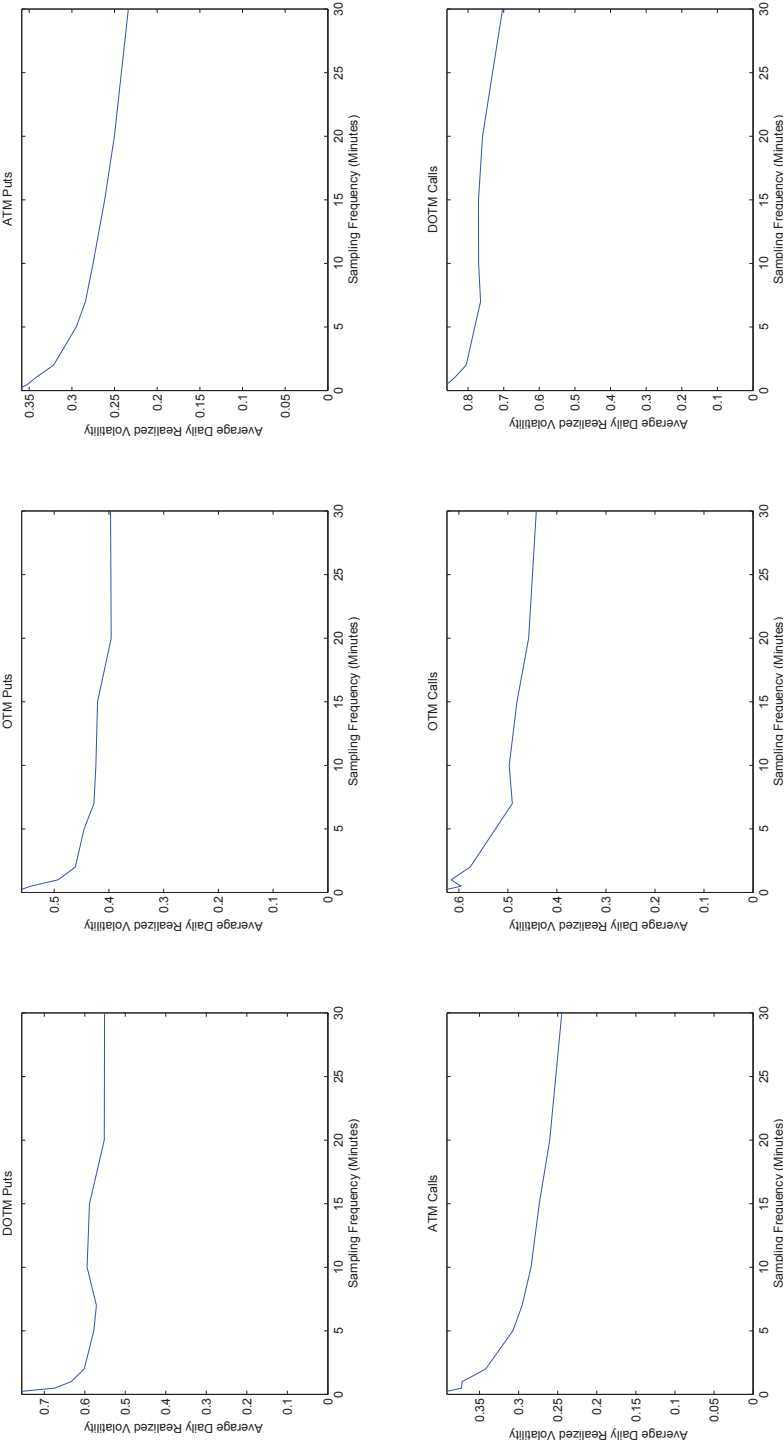 DOTM Puts
0.7
0.6
0.5
0.4
0.3
0.2
0.1
0
Average Daily Realized Volatility
0 5 10 15 20 25 30
Sampling Frequency (Minutes)
OTM Puts
0.5
0.4
0.3
0.2
0.1
0
Average Daily Realized Volatility
0 5 10 15 20 25 30
Sampling Frequency (Minutes)
ATM Puts
0.35
0.3
0.25
0.2
0.15
0.1
0.05
0
Average Daily Realized Volatility
0 5 10 15 20 25 30
Sampling Frequency (Minutes)
ATM Calls
0.35
0.3
0.25
0.2
0.15
0.1
0.05
0
Average Daily Realized Volatility
0 5 10 15 20 25 30
Sampling Frequency (Minutes)
OTM Calls
0.6
0.5
0.4
0.3
0.2
0.1
0
Average Daily Realized Volatility
0 5 10 15 20 25 30
Sampling Frequency (Minutes)
DOTM Calls
0.8
0.7
0.6
0.5
0.4
0.3
0.2
0.1
0
Average Daily Realized Volatility
0 5 10 15 20 25 30
Sampling Frequency (Minutes)